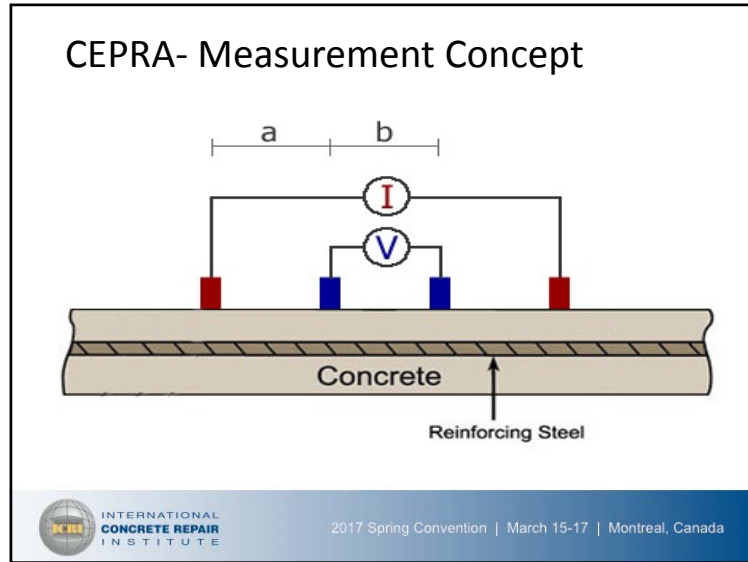 CEPRA- Measurement Concept
a b
I
V
Concrete
Reinforcing Steel
ICRI
INTERNATIONAL
CONCRETE REPAIR
INSTITUTE
2017 Spring Convention | March 15-17 | Montreal, Canada